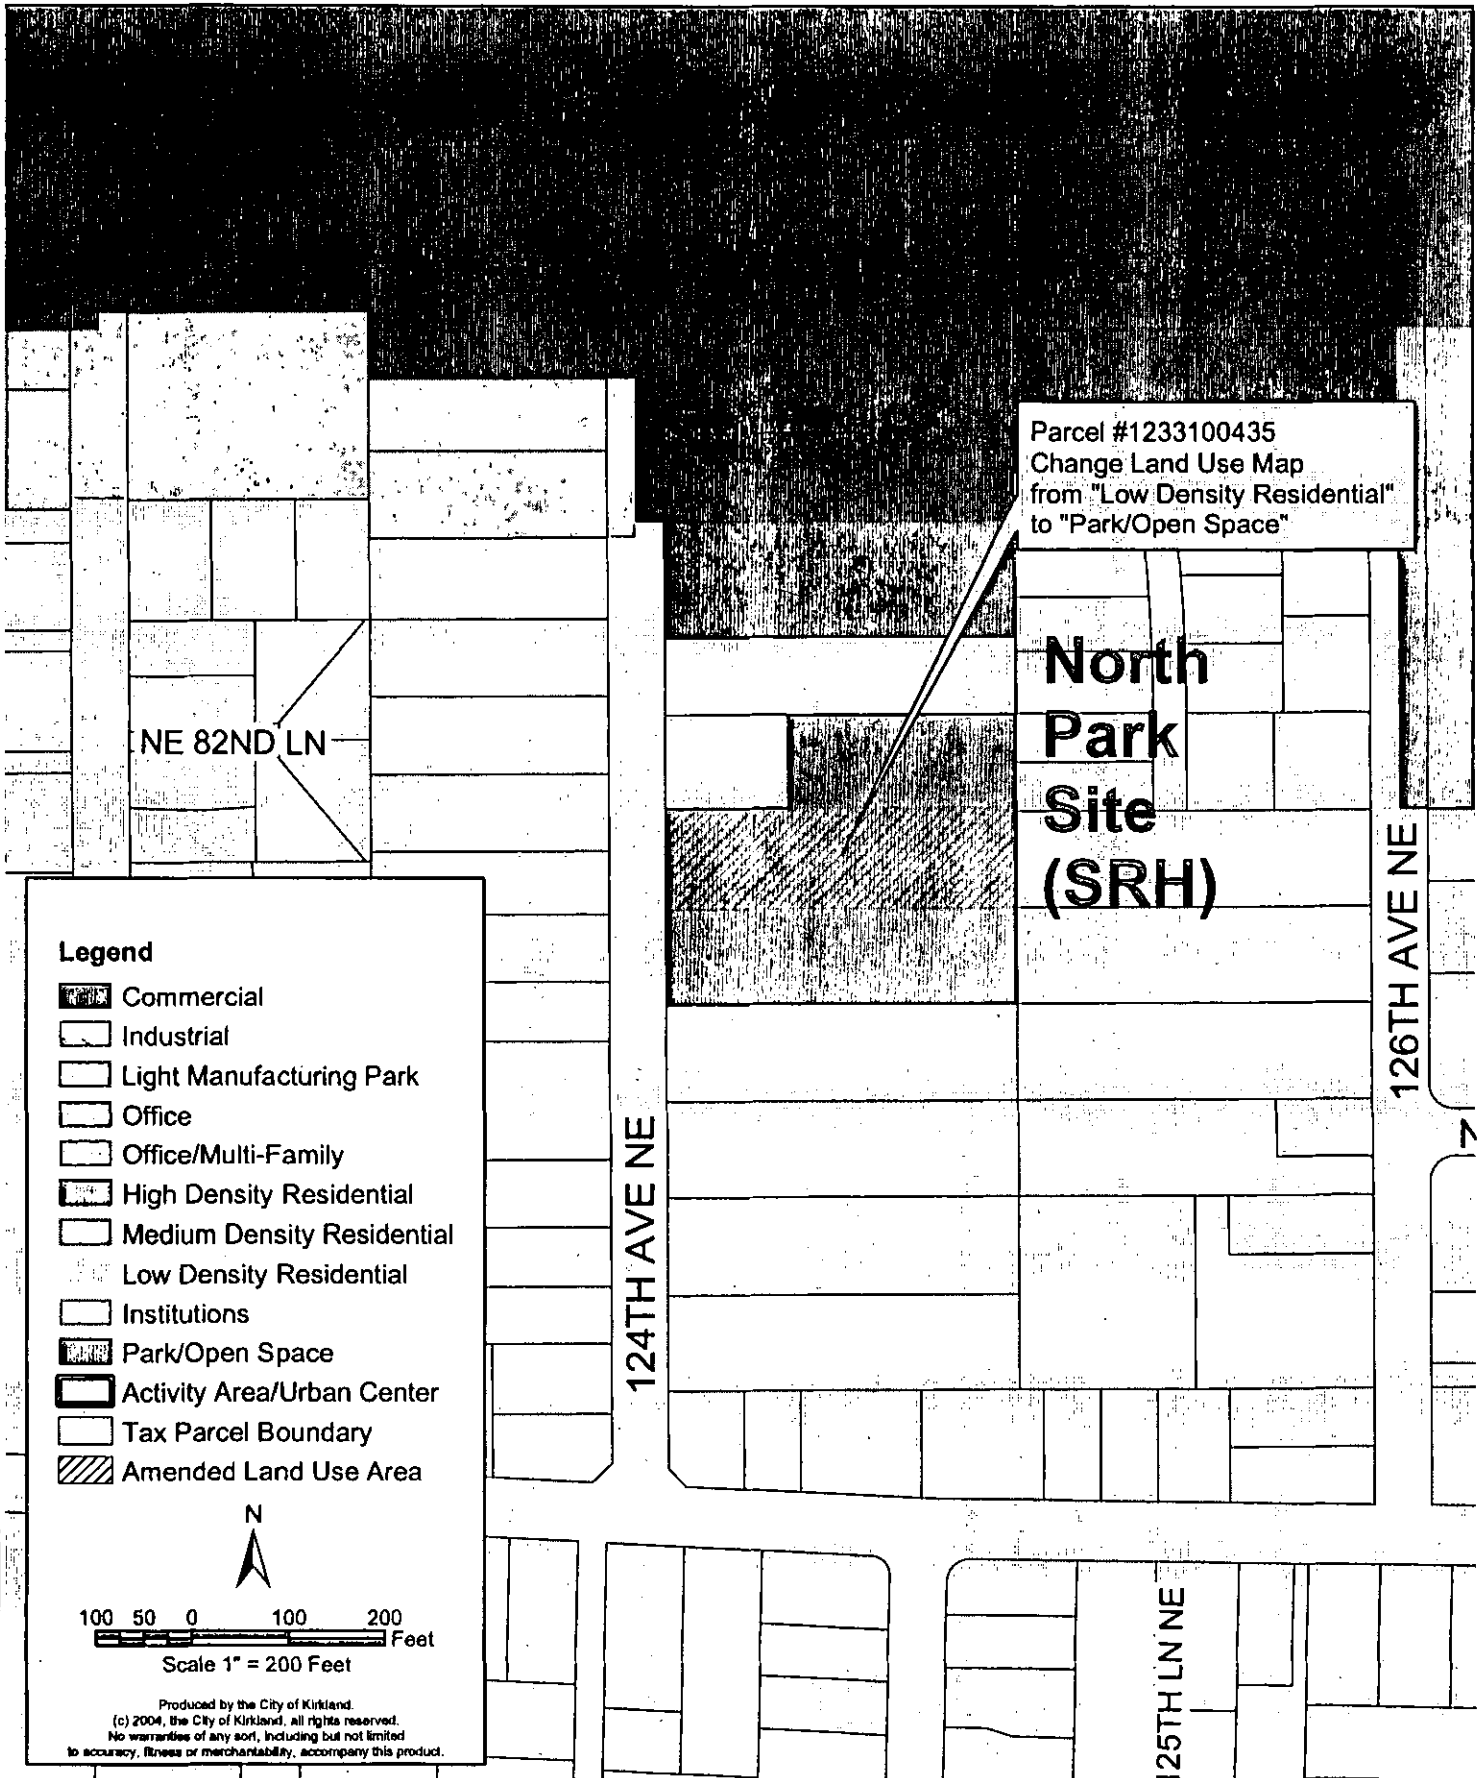 Parcel #1233100435
Change Land Use Map
from "Low Density Residential"
to "Park/Open Space"
North
Park
Site
(SRH)
NE 82ND LN
124TH AVE NE
126TH AVE NE
N
125TH LN NE
Legend
Commercial
Industrial
Light Manufacturing Park
Office
Office/Multi-Family
High Density Residential
Medium Density Residential
Low Density Residential
Institutions
Park/Open Space
Activity Area/Urban Center
Tax Parcel Boundary
Amended Land Use Area
N
100 50 0 100 200
Feet
Scale 1" = 200 Feet
Produced by the City of Kirkland.
(c) 2004, the City of Kirkland, all rights reserved.
No warranties of any sort, including but not limited
to accuracy, fitness or merchantability, accompany this product.